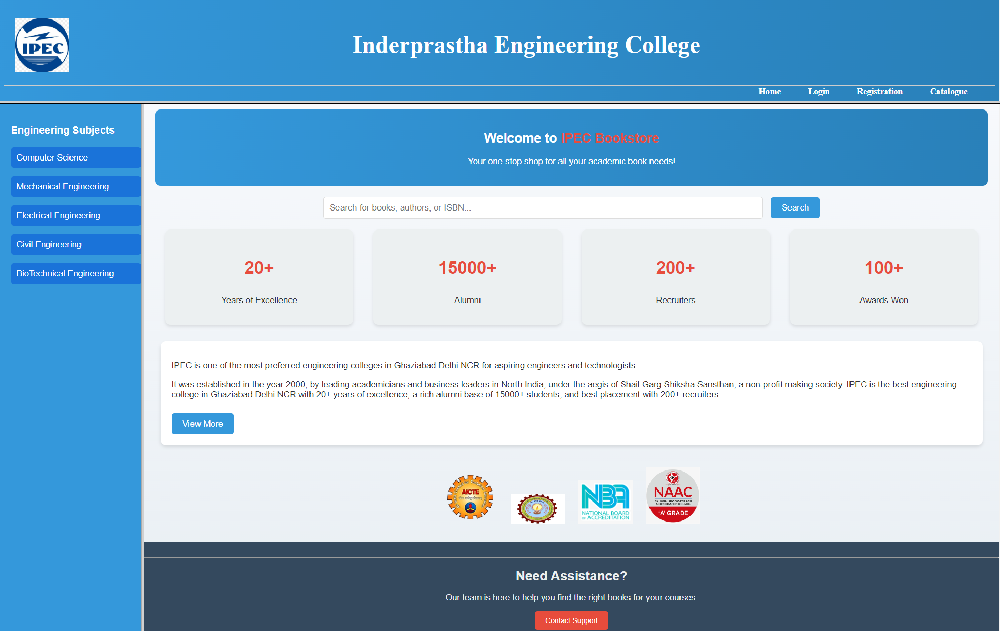 IPEC
Inderprastha Engineering College
Home Login Registration Catalogue
Engineering Subjects
Computer Science
Mechanical Engineering
Electrical Engineering
Civil Engineering
BioTechnical Engineering
Welcome to IPEC Bookstore
Your one-stop shop for all your academic book needs!
Search for books, authors, or ISBN...
Search
20+
Years of Excellence
15000+
Alumni
200+
Recruiters
100+
Awards Won
IPEC is one of the most preferred engineering colleges in Ghaziabad Delhi NCR for aspiring engineers and technologists.
It was established in the year 2000, by leading academicians and business leaders in North India, under the aegis of Shail Garg Shiksha Sansthan, a non-profit making society. IPEC is the best engineering
college in Ghaziabad Delhi NCR with 20+ years of excellence, a rich alumni base of 15000+ students, and best placement with 200+ recruiters.
View More
AICTE
NBA
NATIONAL BOARD
OF ACCREDITATION
NAAC
NATIONAL ASSESSMENT AND
ACCREDITATION COUNCIL
'A' GRADE
Need Assistance?
Our team is here to help you find the right books for your courses.
Contact Support